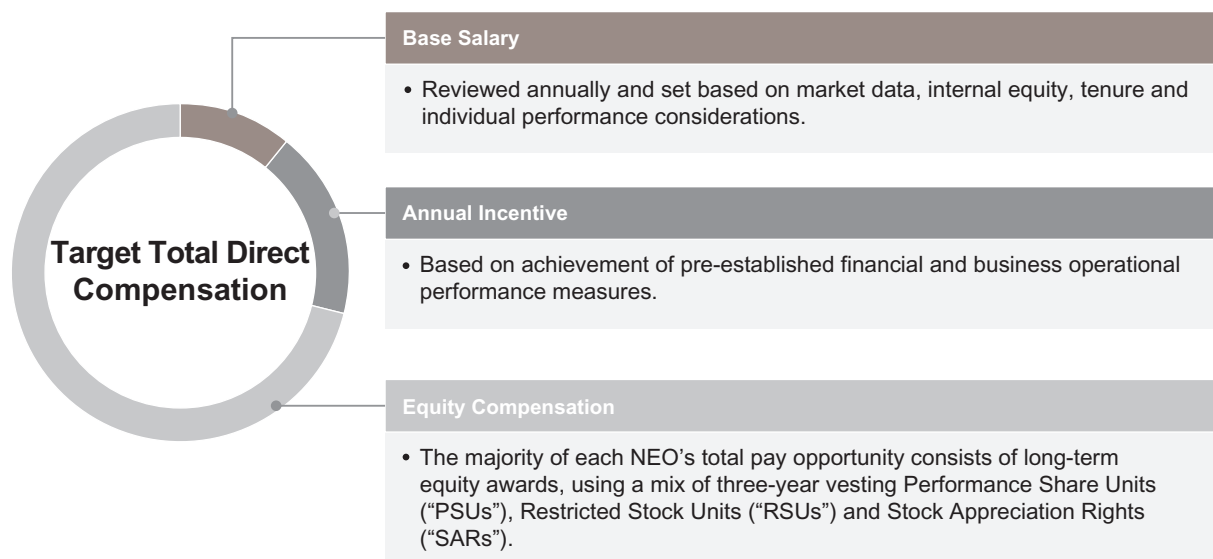 Target Total Direct
Compensation
Base Salary
• Reviewed annually and set based on market data, internal equity, tenure and
individual performance considerations.
Annual Incentive
• Based on achievement of pre-established financial and business operational
performance measures.
Equity Compensation
• The majority of each NEO’s total pay opportunity consists of long-term
equity awards, using a mix of three-year vesting Performance Share Units
(“PSUs”), Restricted Stock Units (“RSUs”) and Stock Appreciation Rights
(“SARs”).